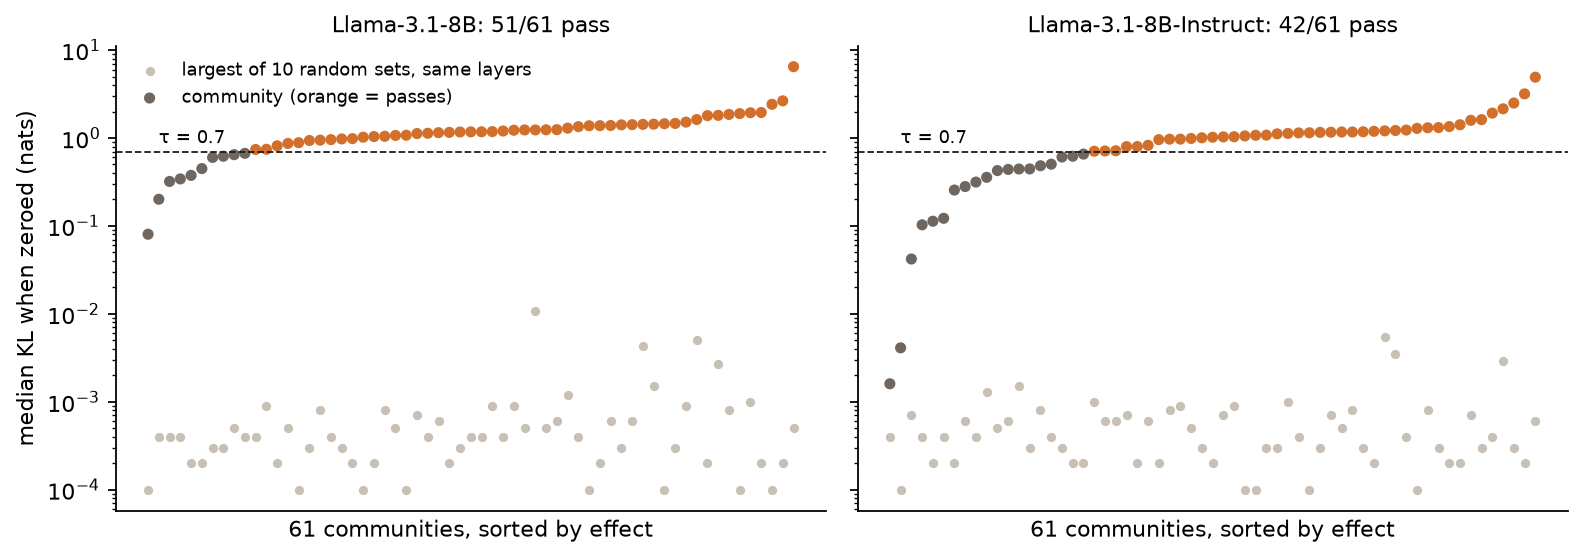 Llama-3.1-8B: 51/61 pass
Llama-3.1-8B-Instruct: 42/61 pass
median KL when zeroed (nats)
10¹
10⁰
10⁻¹
10⁻²
10⁻³
10⁻⁴
largest of 10 random sets, same layers
community (orange = passes)
τ = 0.7
τ = 0.7
61 communities, sorted by effect
61 communities, sorted by effect